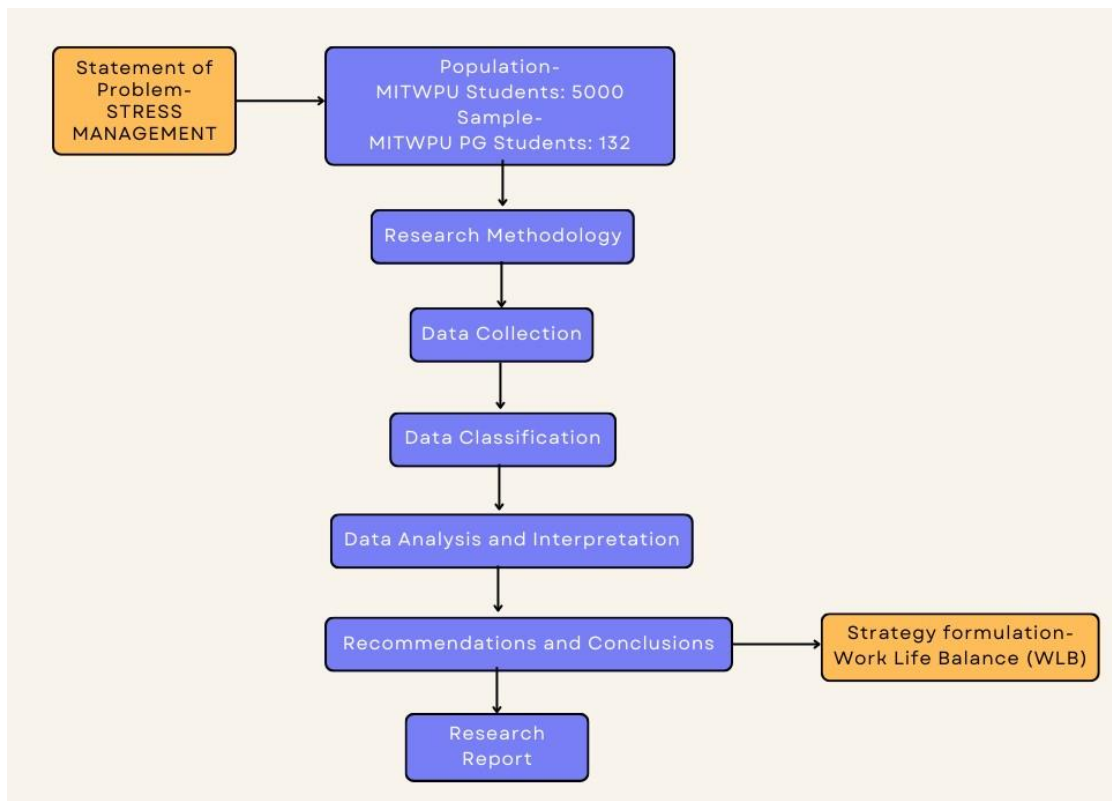 Statement of
Problem-
STRESS
MANAGEMENT
Population-
MITWPU Students: 5000
Sample-
MITWPU PG Students: 132
Research Methodology
Data Collection
Data Classification
Data Analysis and Interpretation
Recommendations and Conclusions
Strategy formulation-
Work Life Balance (WLB)
Research
Report